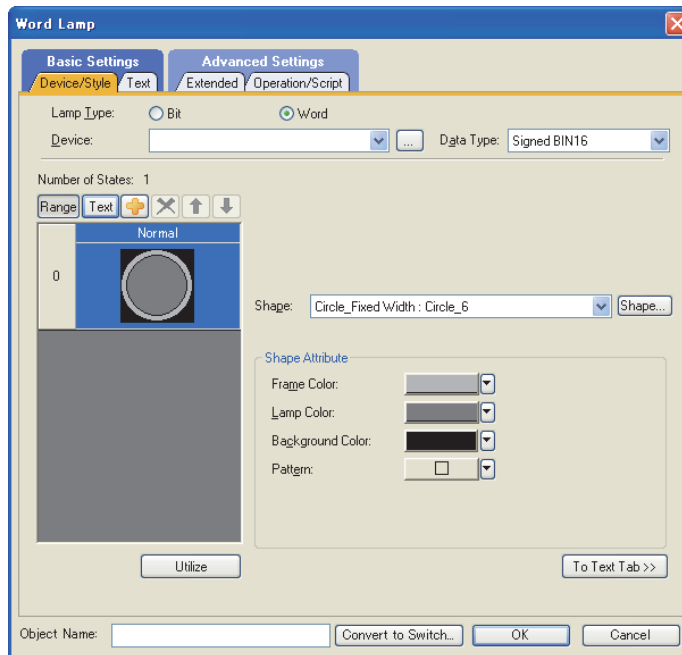 Word Lamp
Basic Settings Advanced Settings
Device/Style Text Extended Operation/Script
Lamp Type: Bit Word
Device: ... Data Type: Signed BIN16
Number of States: 1
Range Text
Normal
0
Shape: Circle_Fixed Width : Circle_6 Shape...
Shape Attribute
Frame Color:
Lamp Color:
Background Color:
Pattern:
Utilize To Text Tab >>
Object Name: Convert to Switch... OK Cancel